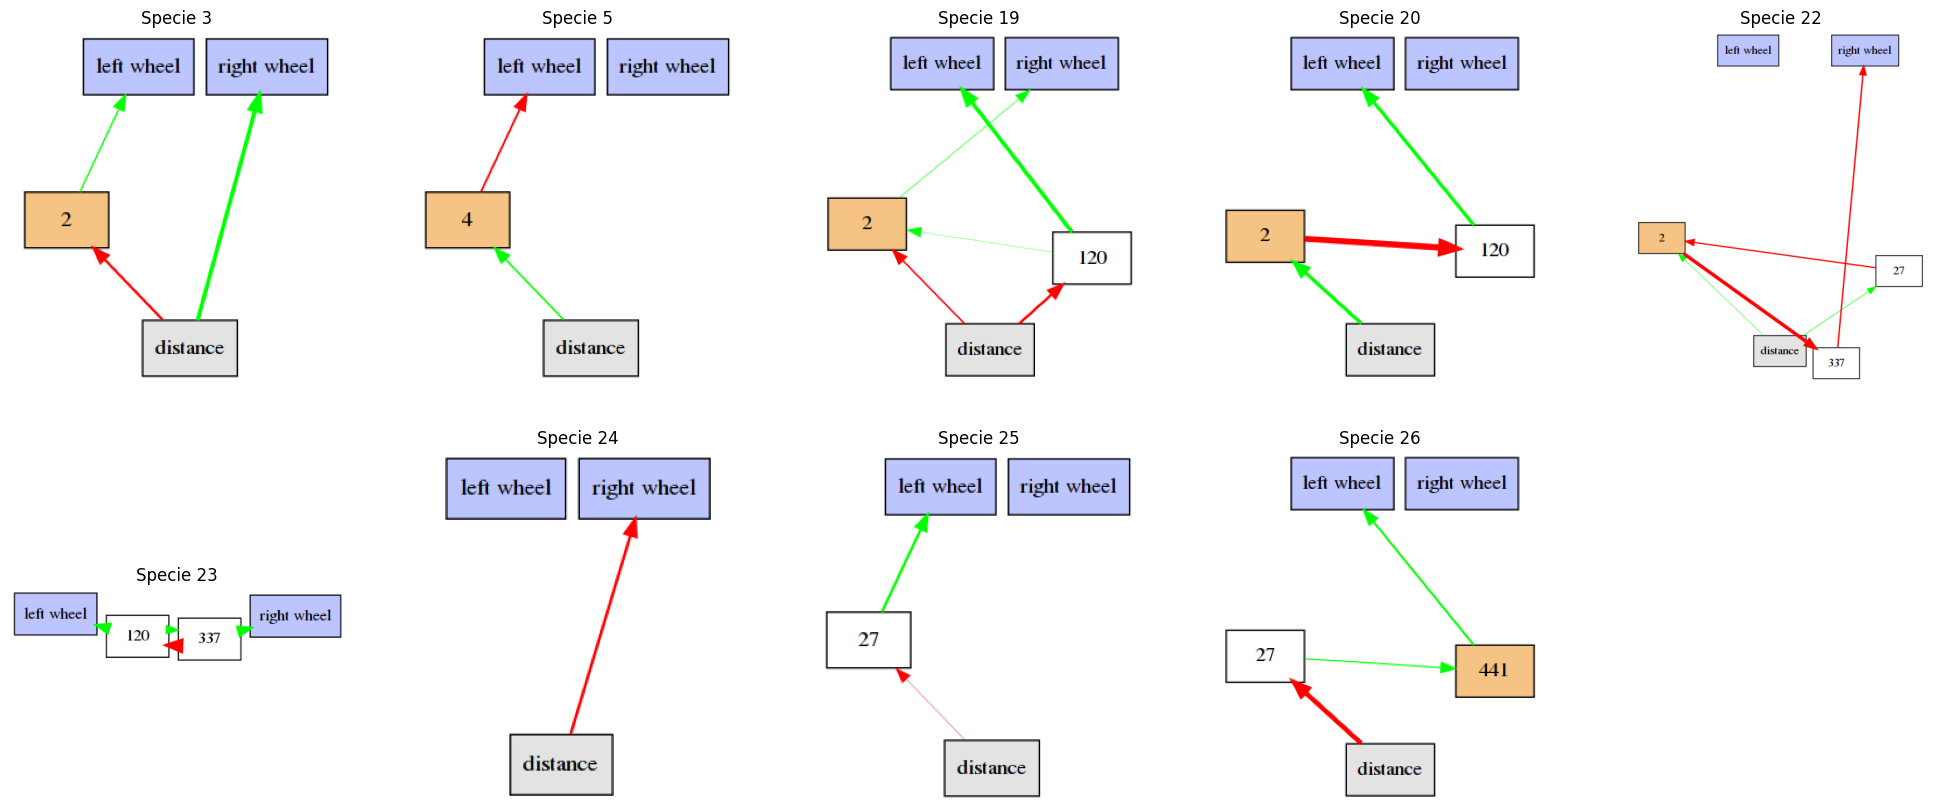 Specie 3
left wheel
right wheel
2
distance
Specie 5
left wheel
right wheel
4
distance
Specie 19
left wheel
right wheel
2
120
distance
Specie 20
left wheel
right wheel
2
120
distance
Specie 22
left wheel
right wheel
2
27
distance
337
Specie 23
left wheel
120
337
right wheel
Specie 24
left wheel
right wheel
distance
Specie 25
left wheel
right wheel
27
distance
Specie 26
left wheel
right wheel
27
441
distance